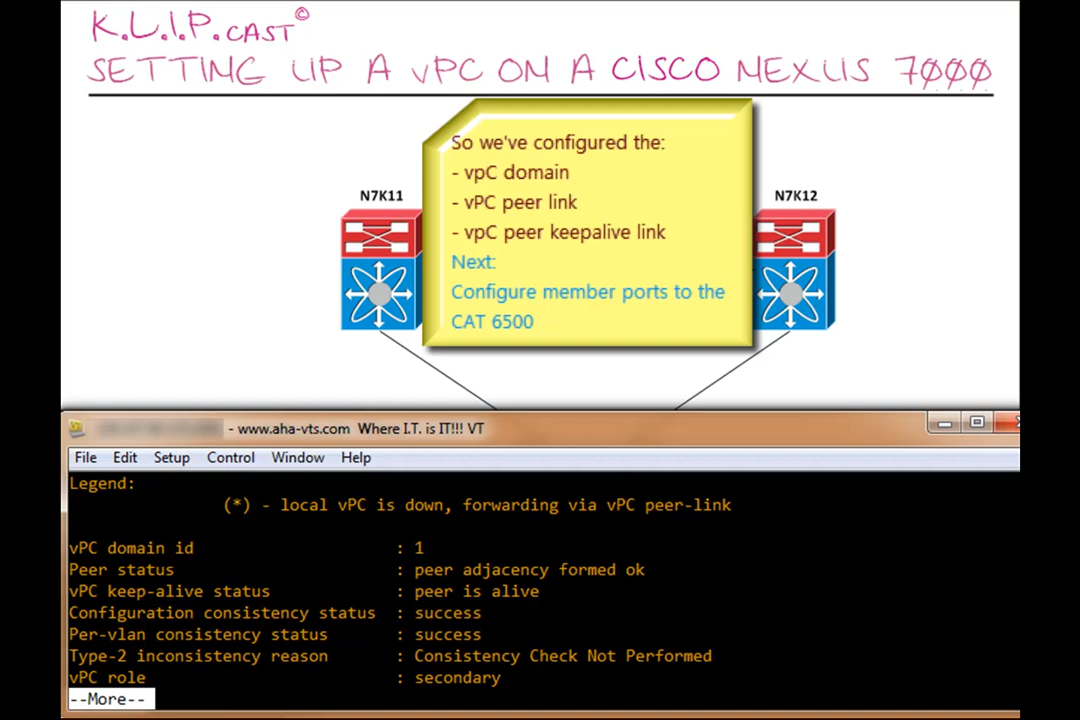 K.L.I.P.CAST©
SETTING UP A vPC ON A CISCO NEXUS 7000
So we've configured the:
- vpC domain
- vPC peer link
- vpC peer keepalive link
Next:
Configure member ports to the
CAT 6500
N7K11
N7K12
- www.aha-vts.com Where I.T. is IT!!! VT
File Edit Setup Control Window Help
Legend:
(*) - local vPC is down, forwarding via vPC peer-link
vPC domain id : 1
Peer status : peer adjacency formed ok
vPC keep-alive status : peer is alive
Configuration consistency status : success
Per-vlan consistency status : success
Type-2 inconsistency reason : Consistency Check Not Performed
vPC role : secondary
--More--